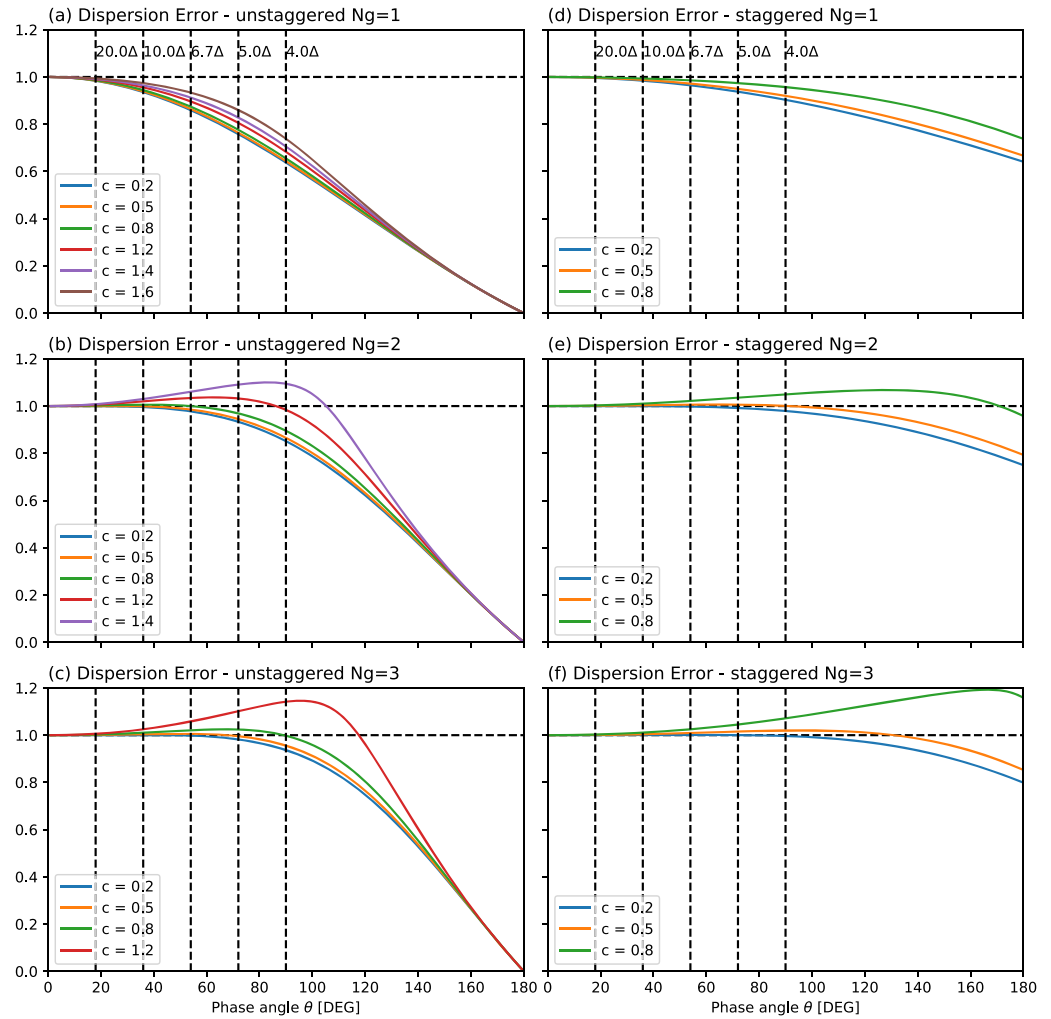 (a) Dispersion Error - unstaggered Ng=1
1.2
20.0Δ 10.0Δ 6.7Δ 5.0Δ 4.0Δ
1.0
0.8
0.6
0.4
0.2
0.0
c = 0.2
c = 0.5
c = 0.8
c = 1.2
c = 1.4
c = 1.6
(d) Dispersion Error - staggered Ng=1
20.0Δ 10.0Δ 6.7Δ 5.0Δ 4.0Δ
c = 0.2
c = 0.5
c = 0.8
(b) Dispersion Error - unstaggered Ng=2
1.2
1.0
0.8
0.6
0.4
0.2
0.0
c = 0.2
c = 0.5
c = 0.8
c = 1.2
c = 1.4
(e) Dispersion Error - staggered Ng=2
c = 0.2
c = 0.5
c = 0.8
(c) Dispersion Error - unstaggered Ng=3
1.2
1.0
0.8
0.6
0.4
0.2
0.0
c = 0.2
c = 0.5
c = 0.8
c = 1.2
0 20 40 60 80 100 120 140 160 180
Phase angle θ [DEG]
(f) Dispersion Error - staggered Ng=3
c = 0.2
c = 0.5
c = 0.8
0 20 40 60 80 100 120 140 160 180
Phase angle θ [DEG]